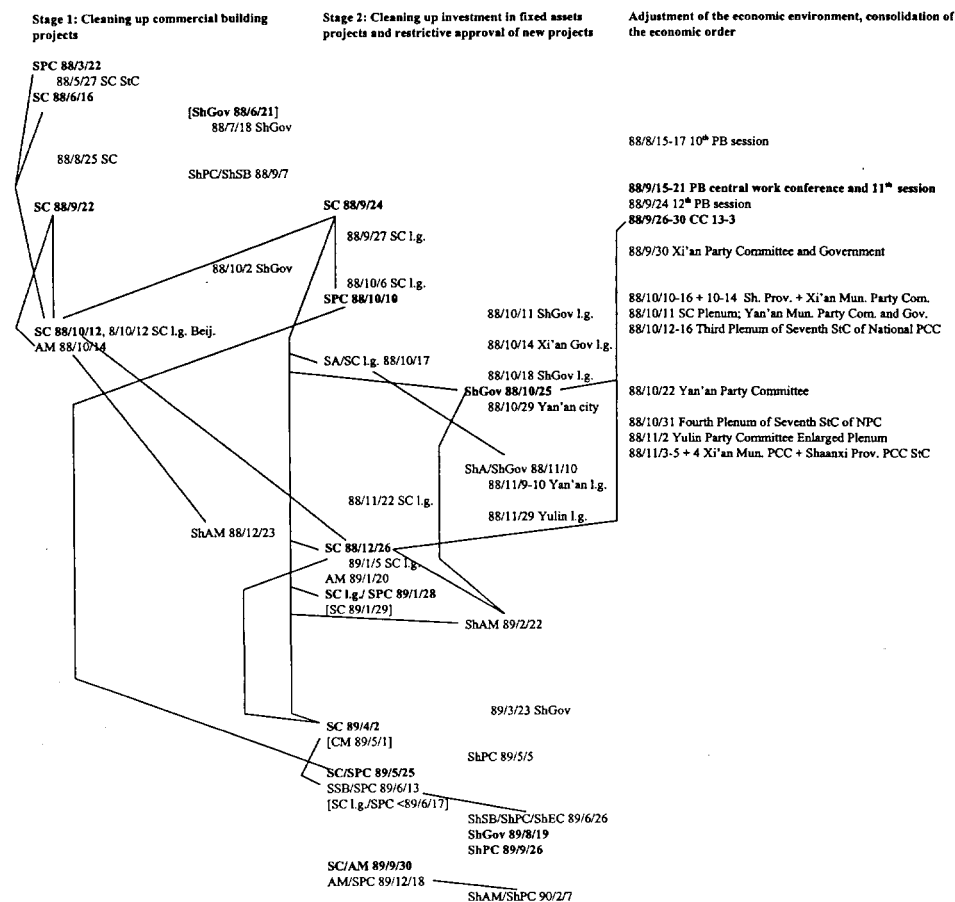 Stage 1: Cleaning up commercial building
projects
Stage 2: Cleaning up investment in fixed assets
projects and restrictive approval of new projects
Adjustment of the economic environment, consolidation of
the economic order
SPC 88/3/22
88/5/27 SC StC
SC 88/6/16
[ShGov 88/6/21]
88/7/18 ShGov
88/8/15-17 10th PB session
88/8/25 SC
ShPC/ShSB 88/9/7
88/9/15-21 PB central work conference and 11th session
SC 88/9/22
SC 88/9/24
88/9/24 12th PB session
88/9/26-30 CC 13-3
88/9/27 SC l.g.
88/9/30 Xi'an Party Committee and Government
88/10/2 ShGov
88/10/6 SC l.g.
SPC 88/10/10
88/10/10-16 + 10-14 Sh. Prov. + Xi'an Mun. Party Com.
88/10/11 ShGov l.g.
88/10/11 SC Plenum; Yan'an Mun. Party Com. and Gov.
SC 88/10/12, 8/10/12 SC l.g. Beij.
88/10/12-16 Third Plenum of Seventh StC of National PCC
AM 88/10/14
88/10/14 Xi'an Gov l.g.
SA/SC l.g. 88/10/17
88/10/18 ShGov l.g.
ShGov 88/10/25
88/10/22 Yan'an Party Committee
88/10/29 Yan'an city
88/10/31 Fourth Plenum of Seventh StC of NPC
88/11/2 Yulin Party Committee Enlarged Plenum
88/11/3-5 + 4 Xi'an Mun. PCC + Shaanxi Prov. PCC StC
ShA/ShGov 88/11/10
88/11/9-10 Yan'an l.g.
88/11/22 SC l.g.
88/11/29 Yulin l.g.
ShAM 88/12/23
SC 88/12/26
89/1/5 SC l.g.
AM 89/1/20
SC l.g./ SPC 89/1/28
[SC 89/1/29]
ShAM 89/2/22
89/3/23 ShGov
SC 89/4/2
[CM 89/5/1]
ShPC 89/5/5
SC/SPC 89/5/25
SSB/SPC 89/6/13
[SC l.g./SPC <89/6/17]
ShSB/ShPC/ShEC 89/6/26
ShGov 89/8/19
ShPC 89/9/26
SC/AM 89/9/30
AM/SPC 89/12/18
ShAM/ShPC 90/2/7